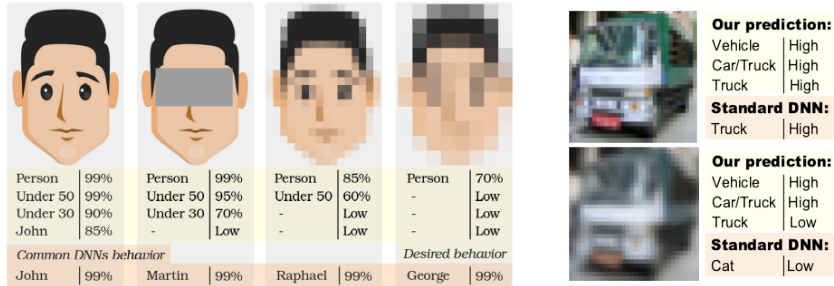 Person 99%
Under 50 99%
Under 30 90%
John 85%
Person 99%
Under 50 95%
Under 30 70%
- Low
Person 85%
Under 50 60%
- Low
- Low
Person 70%
- Low
- Low
- Low
Common DNNs behavior
Desired behavior
John 99%
Martin 99%
Raphael 99%
George 99%
Our prediction:
Vehicle High
Car/Truck High
Truck High
Standard DNN:
Truck High
Our prediction:
Vehicle High
Car/Truck High
Truck Low
Standard DNN:
Cat Low